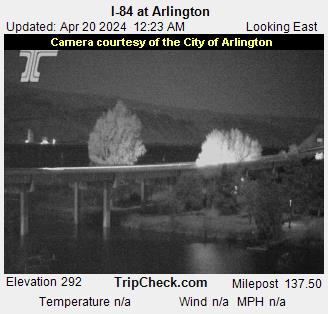 I-84 at Arlington
Updated: Apr 20 2024 12:23 AM Looking East
Camera courtesy of the City of Arlington
Elevation 292 TripCheck.com Milepost 137.50
Temperature n/a Wind n/a MPH n/a